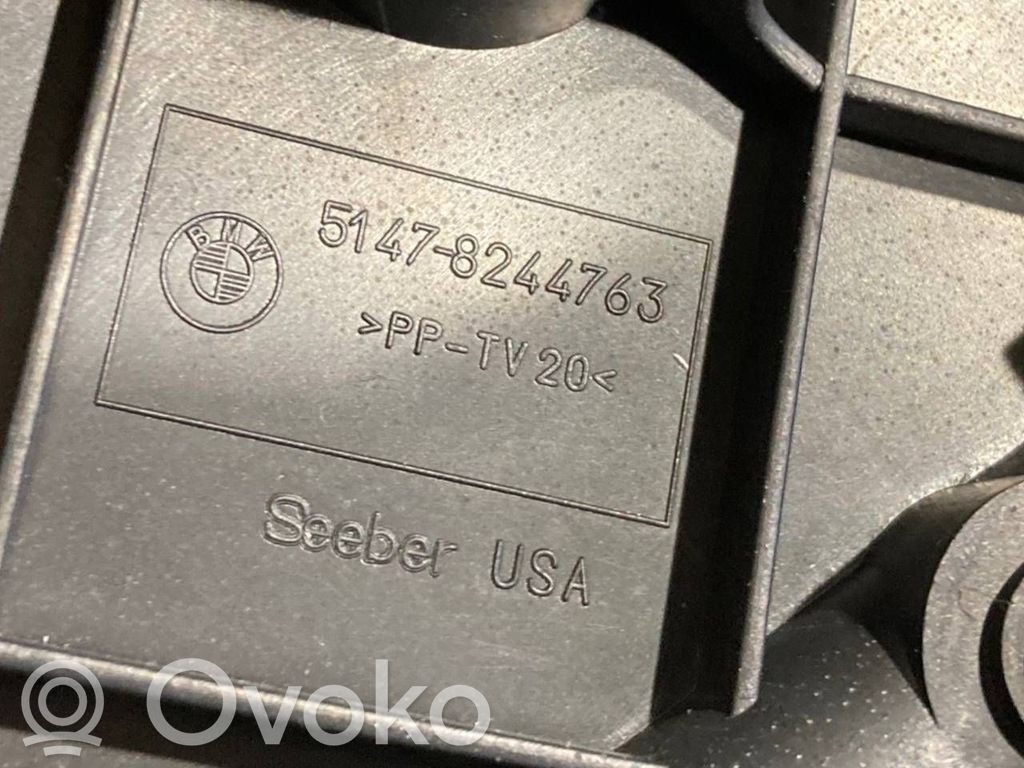 BMW
5147-8244763
>PP-TV20<
Seeber USA
Ovoko